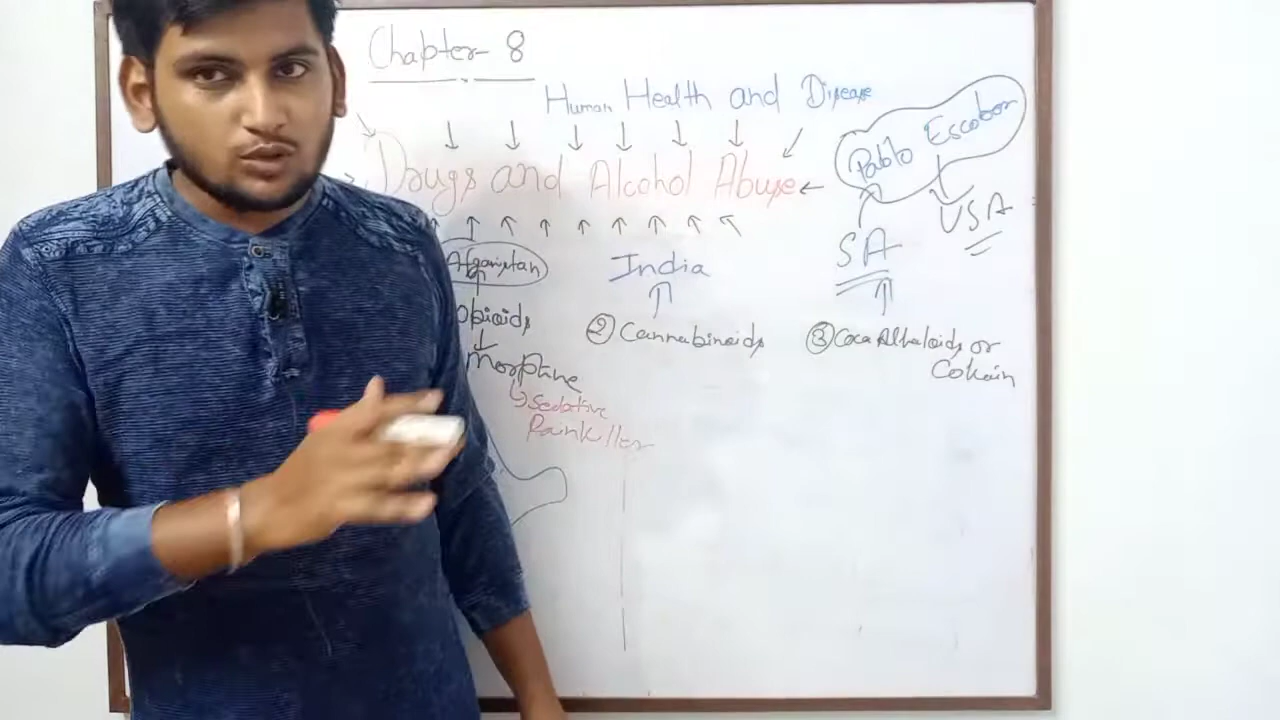 Chapter- 8
Human Health and Disease
Drugs and Alcohol Abuse
Pablo Escobar
USA
SA
Afganistan
India
Obioids
② Cannabinoids
③ Coca Alkaloids or
Cokain
Morphine
Sedative
Painkiller